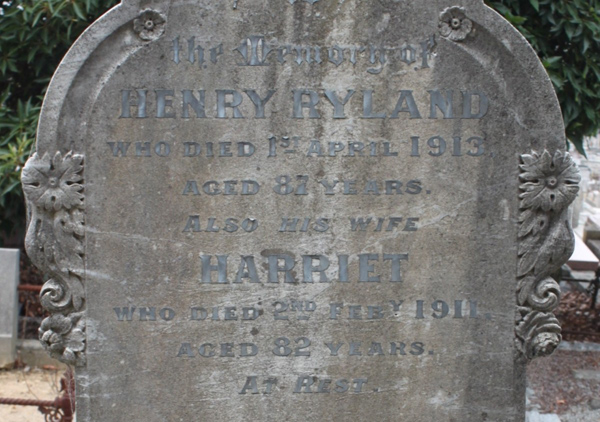 the Memory of
HENRY RYLAND
WHO DIED 1ST APRIL 1913.
AGED 87 YEARS.
ALSO HIS WIFE
HARRIET
WHO DIED 2ND FEBY 1911.
AGED 82 YEARS.
AT REST.